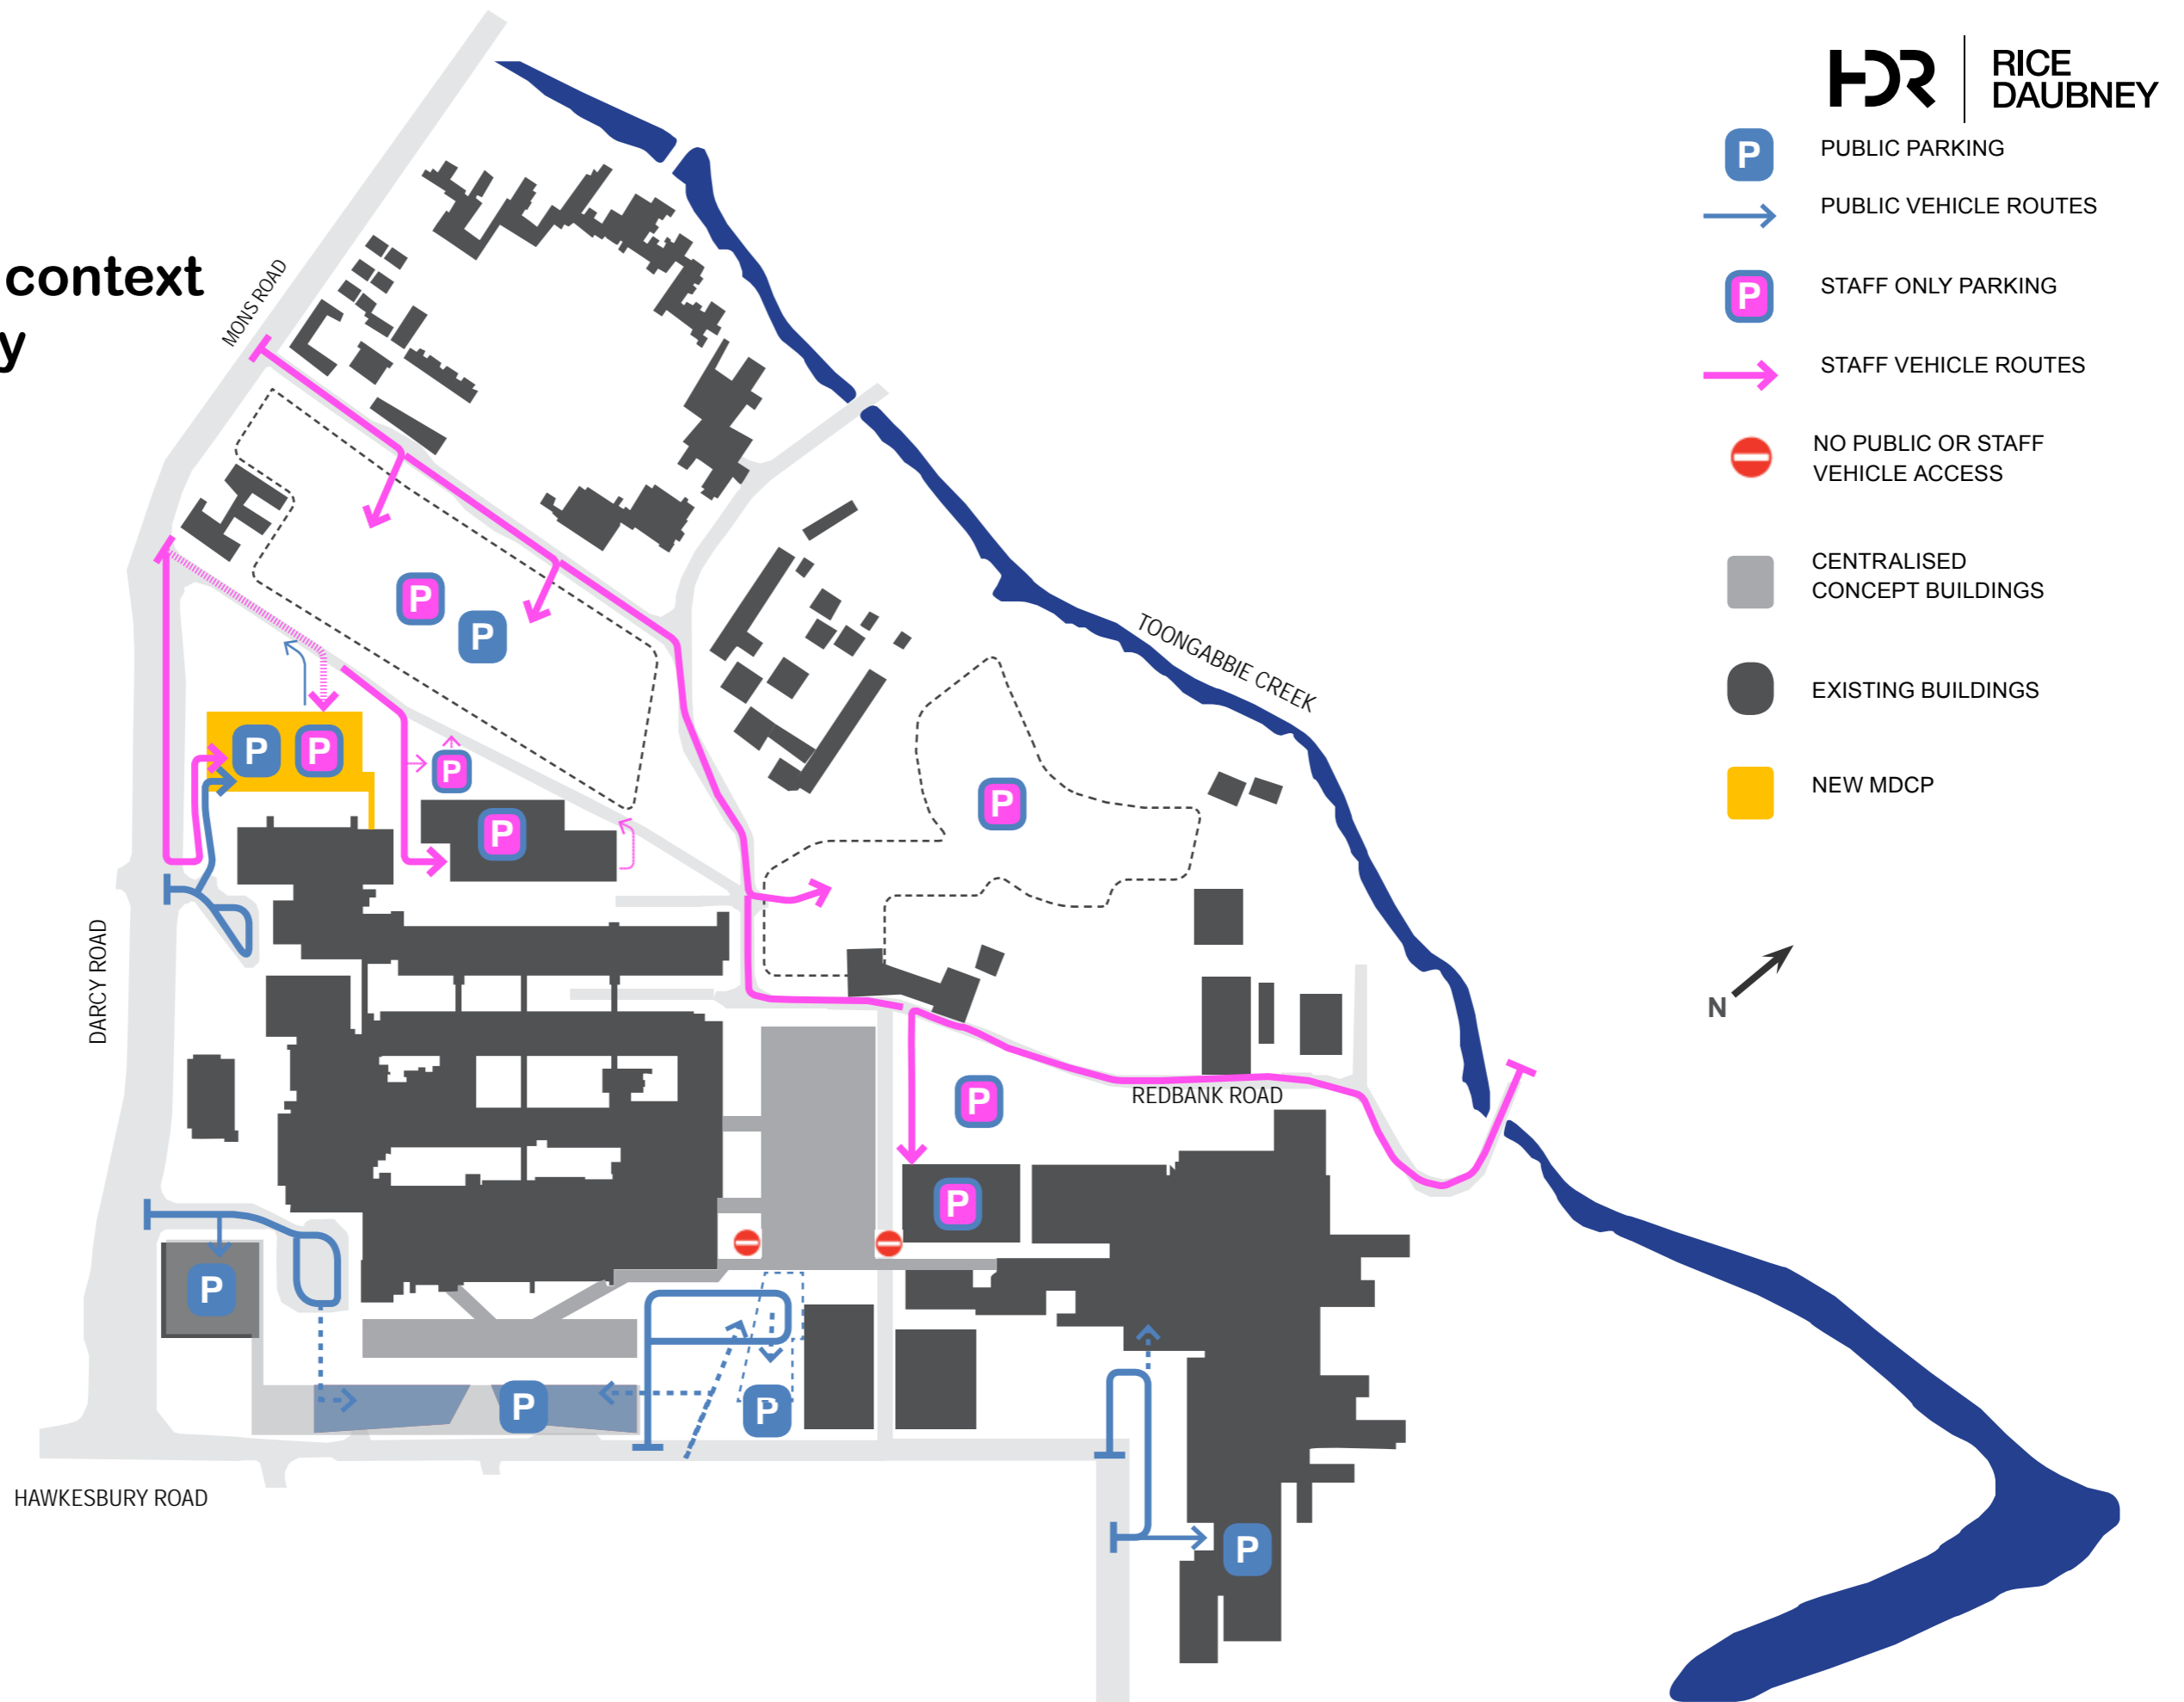 HDR
RICE
DAUBNEY
P
PUBLIC PARKING
PUBLIC VEHICLE ROUTES
P
STAFF ONLY PARKING
STAFF VEHICLE ROUTES
NO PUBLIC OR STAFF
VEHICLE ACCESS
CENTRALISED
CONCEPT BUILDINGS
EXISTING BUILDINGS
NEW MDCP
N
context
y
MONS ROAD
TOONGABBIE CREEK
P
P
P
P
P
P
P
DARCY ROAD
REDBANK ROAD
P
P
P
P
P
HAWKESBURY ROAD
P